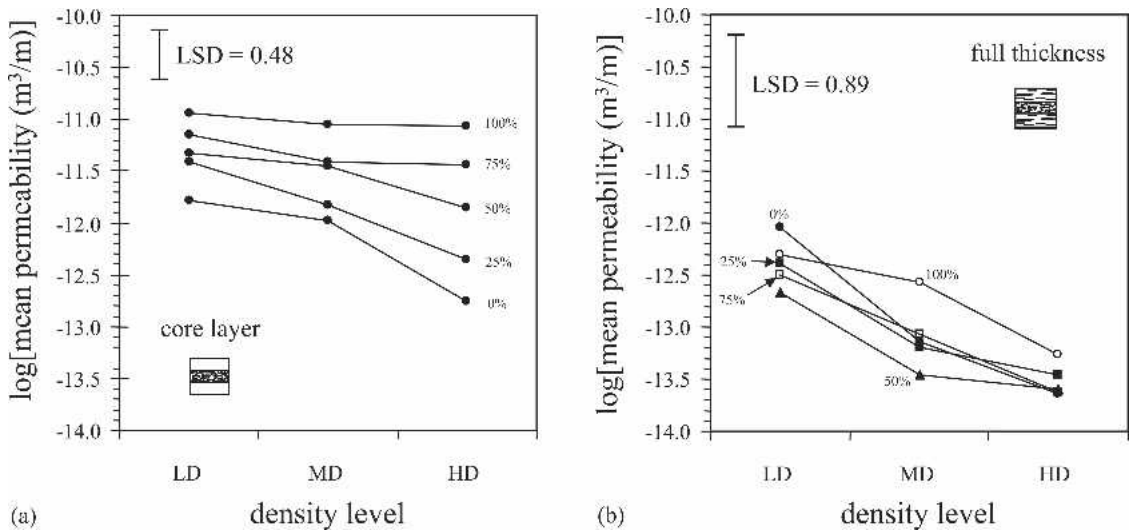 log[mean permeability (m³/m)]
-10.0
-10.5
-11.0
-11.5
-12.0
-12.5
-13.0
-13.5
-14.0
LSD = 0.48
100%
75%
50%
25%
0%
core layer
LD MD HD
(a) density level
log[mean permeability (m³/m)]
-10.0
-10.5
-11.0
-11.5
-12.0
-12.5
-13.0
-13.5
-14.0
full thickness
LSD = 0.89
0%
25%
100%
75%
50%
LD MD HD
(b) density level